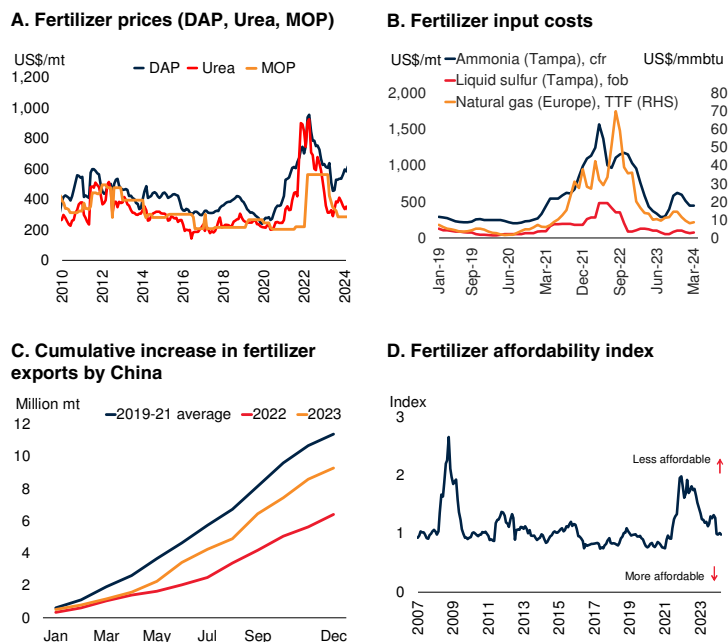 A. Fertilizer prices (DAP, Urea, MOP)
US$/mt
DAP Urea MOP
1,200
1,000
800
600
400
200
0
2010 2012 2014 2016 2018 2020 2022 2024
B. Fertilizer input costs
US$/mt US$/mmbtu
Ammonia (Tampa), cfr
Liquid sulfur (Tampa), fob
Natural gas (Europe), TTF (RHS)
2,000
1,500
1,000
500
0
80
70
60
50
40
30
20
10
0
Jan-19 Sep-19 Jun-20 Mar-21 Dec-21 Sep-22 Jun-23 Mar-24
C. Cumulative increase in fertilizer
exports by China
Million mt
2019-21 average 2022 2023
12
10
8
6
4
2
0
Jan Mar May Jul Sep Dec
D. Fertilizer affordability index
Index
3
2
1
0
Less affordable
More affordable
2007 2009 2011 2013 2015 2017 2019 2021 2023